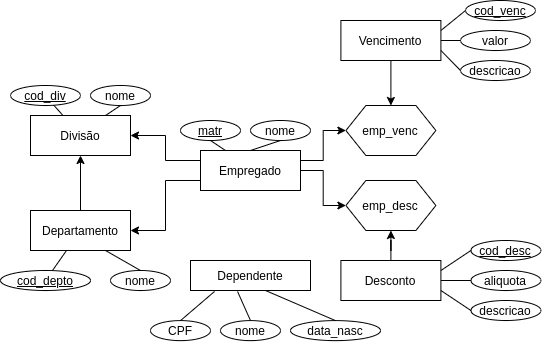 cod_venc
Vencimento
valor
descricao
cod_div
nome
Divisão
matr
nome
emp_venc
Empregado
emp_desc
Departamento
cod_depto
nome
Dependente
Desconto
cod_desc
aliquota
descricao
CPF
nome
data_nasc